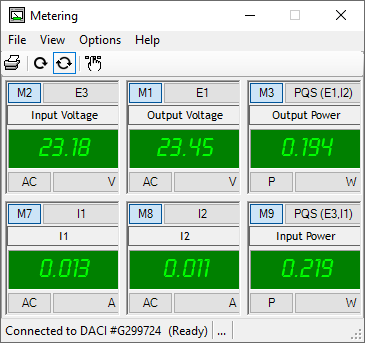 Metering
File View Options Help
M2 E3 M1 E1 M3 PQS (E1,I2)
Input Voltage Output Voltage Output Power
23.18 23.45 0.194
AC V AC V P W
M7 I1 M8 I2 M9 PQS (E3,I1)
I1 I2 Input Power
0.013 0.011 0.219
AC A AC A P W
Connected to DACI #G299724 (Ready) ...